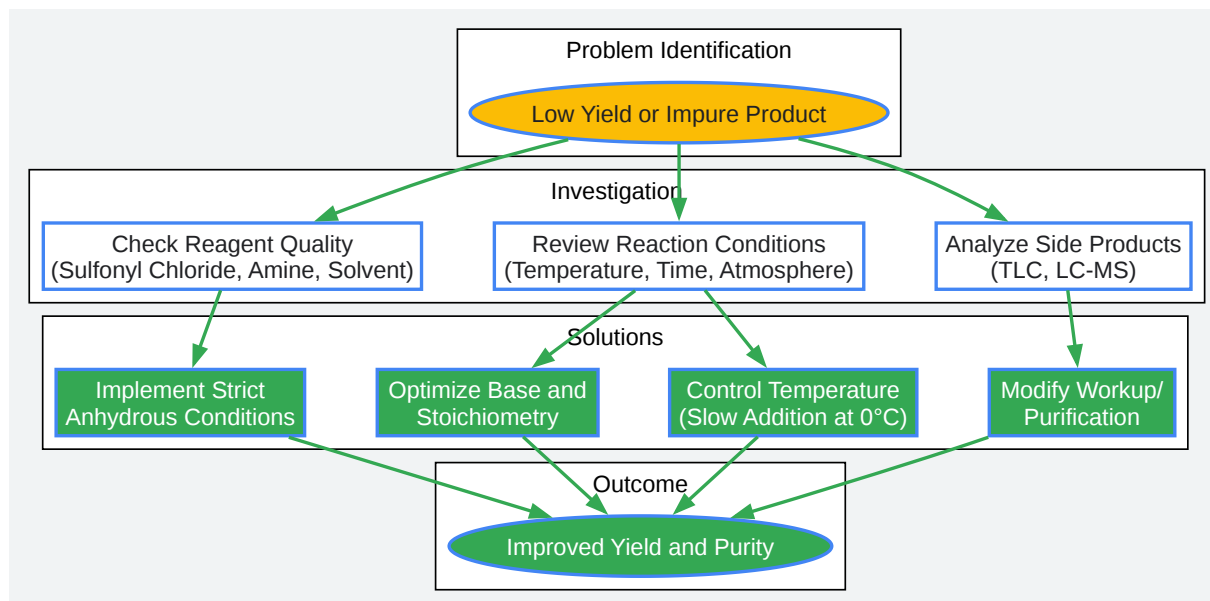 Problem Identification
Low Yield or Impure Product
Investigation
Check Reagent Quality
(Sulfonyl Chloride, Amine, Solvent)
Review Reaction Conditions
(Temperature, Time, Atmosphere)
Analyze Side Products
(TLC, LC-MS)
Solutions
Implement Strict
Anhydrous Conditions
Optimize Base and
Stoichiometry
Control Temperature
(Slow Addition at 0°C)
Modify Workup/
Purification
Outcome
Improved Yield and Purity